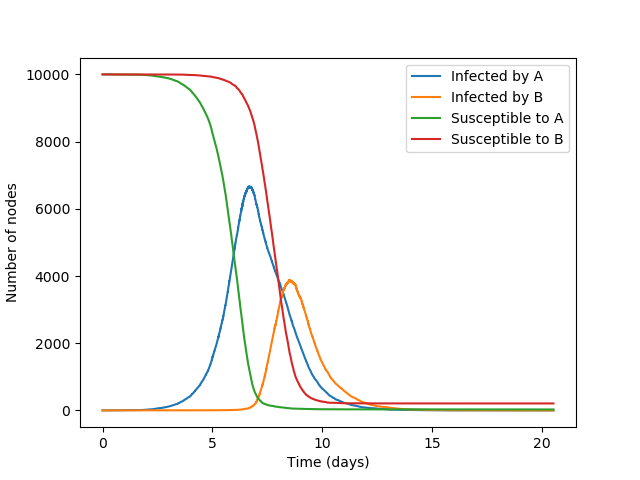 Number of nodes
10000
8000
6000
4000
2000
0
0 5 10 15 20
Time (days)
Infected by A
Infected by B
Susceptible to A
Susceptible to B